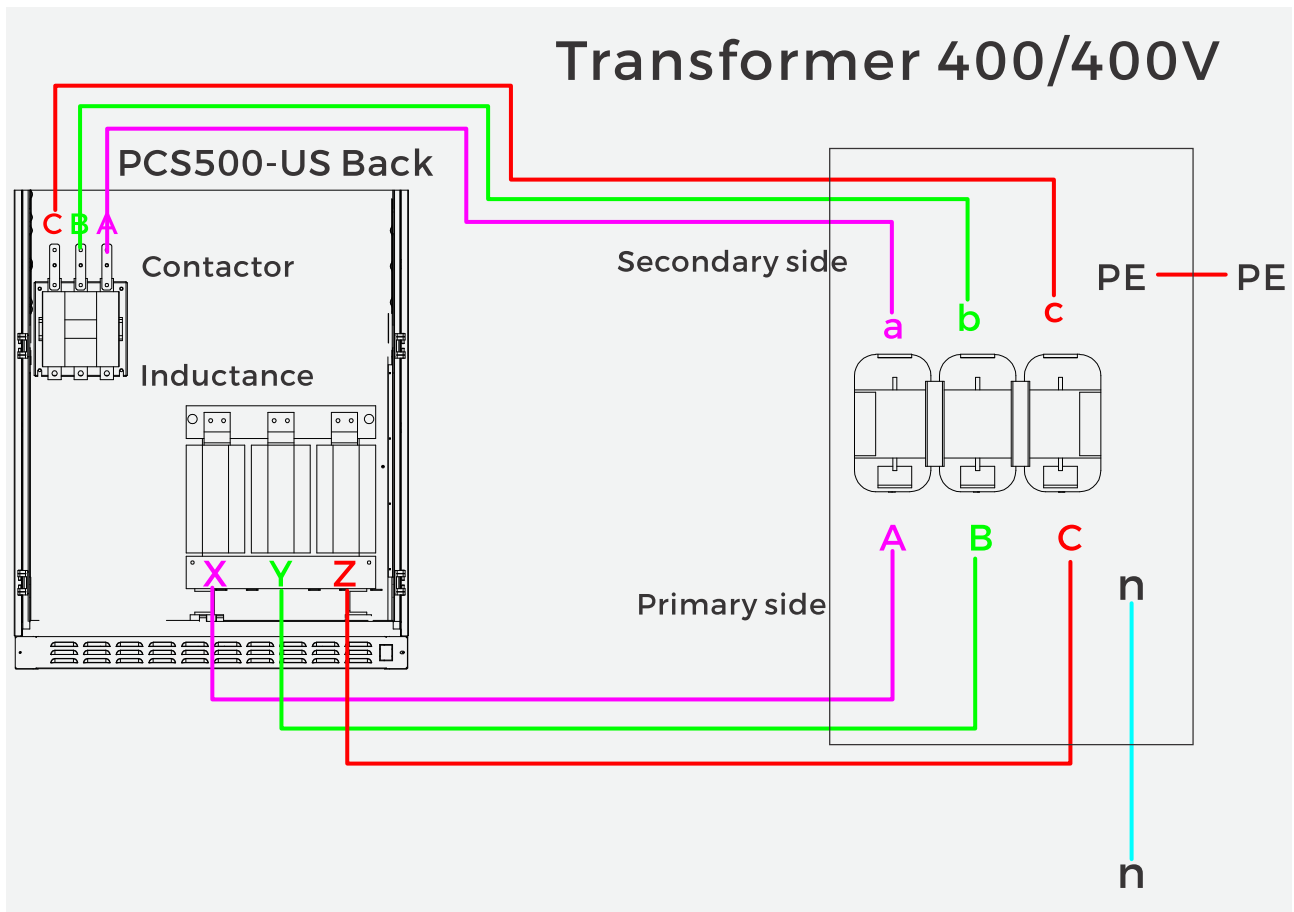 Transformer 400/400V
PCS500-US Back
C B A
Contactor
Secondary side
PE PE
a b c
Inductance
A B C
X Y Z
n
Primary side
n